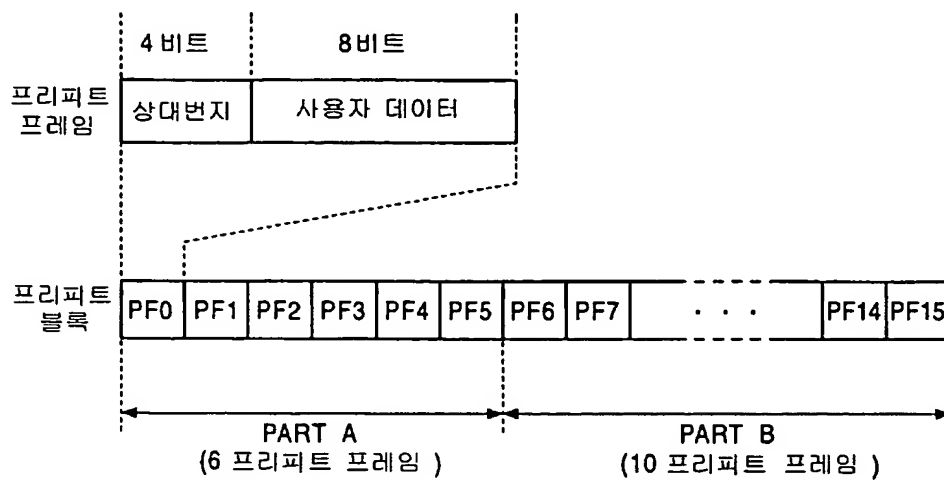 4 비트 8비트
프리피트
프레임
상대번지 사용자 데이터
프리피트
블록
PF0 PF1 PF2 PF3 PF4 PF5 PF6 PF7 · · · PF14 PF15
PART A PART B
(6 프리피트 프레임 ) (10 프리피트 프레임 )